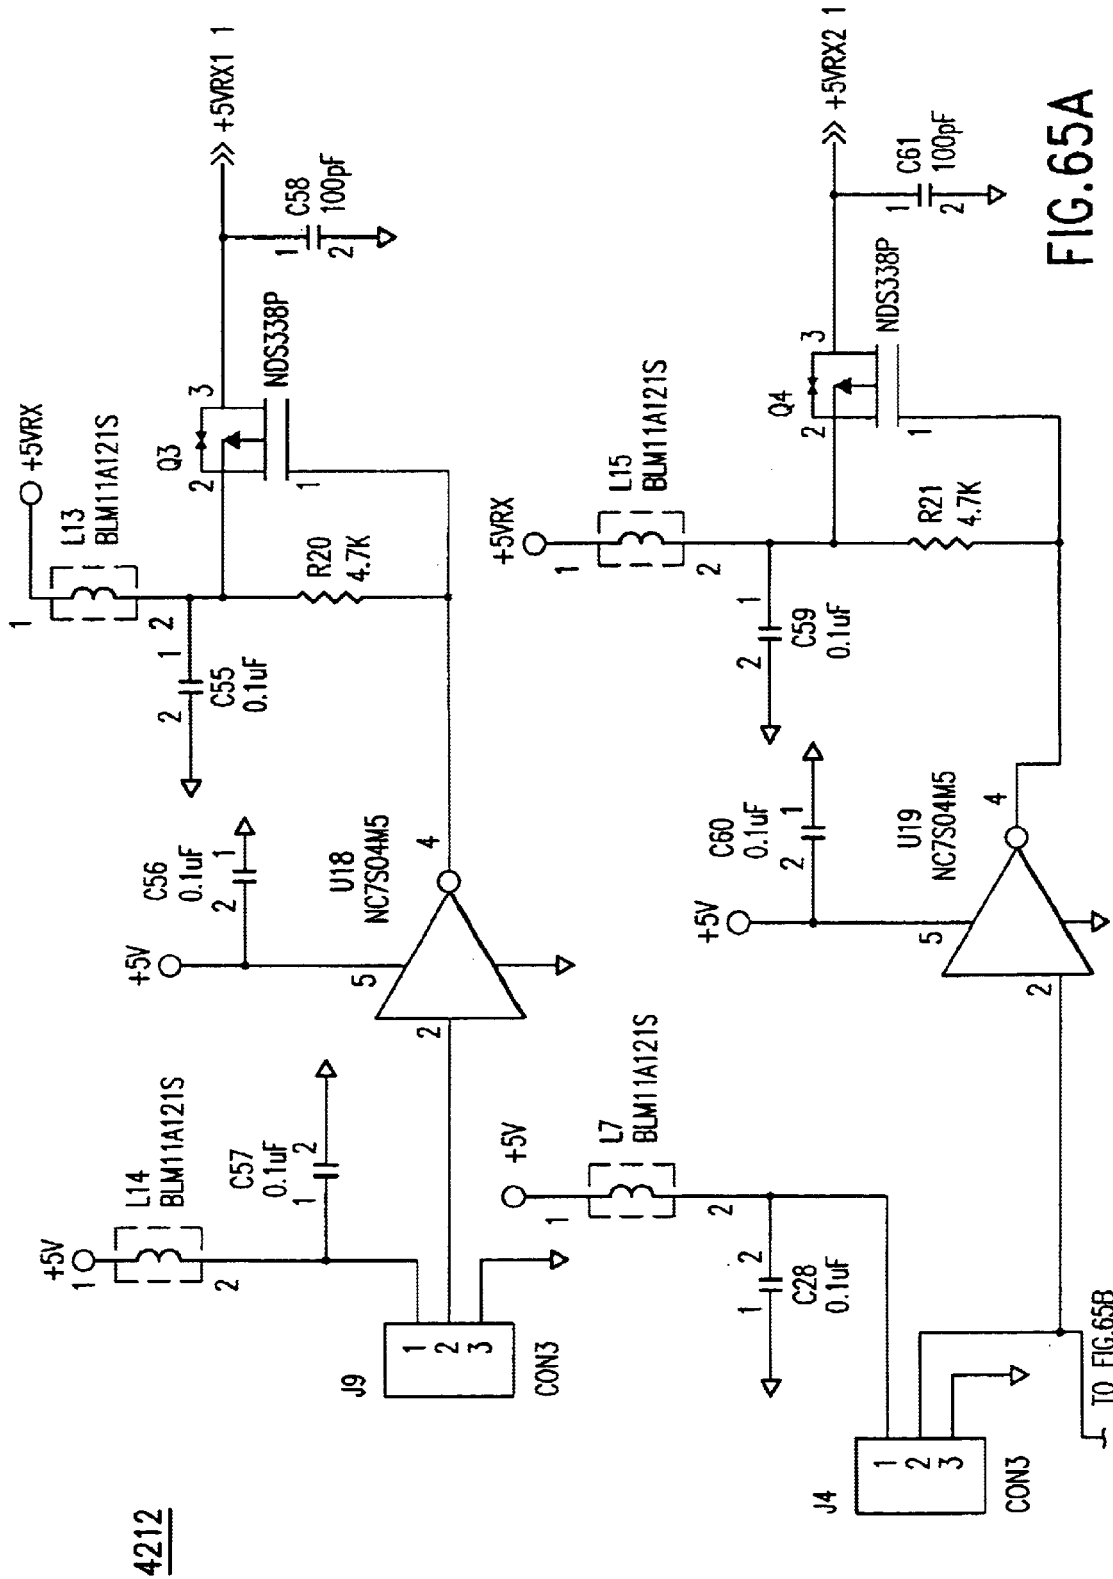 4212
+5V
1
L14
BLM11A121S
2
C57
0.1uF
1 2
J9
1
2
3
CON3
+5V
C56
0.1uF
2 1
5
2
U18
NC7S04M5
4
1
+5VRX
L13
BLM11A121S
2
2 1
C55
0.1uF
R20
4.7K
Q3
2 3
1
NDS338P
+5VRX1 1
1
C58
100pF
2
+5V
1
L7
BLM11A121S
2
1 2
C28
0.1uF
J4
1
2
3
CON3
TO FIG.65B
+5V
C60
0.1uF
2 1
5
2
U19
NC7S04M5
4
+5VRX
1
L15
BLM11A121S
2
2 1
C59
0.1uF
R21
4.7K
Q4
2 3
1
NDS338P
+5VRX2 1
1
C61
100pF
2
FIG.65A